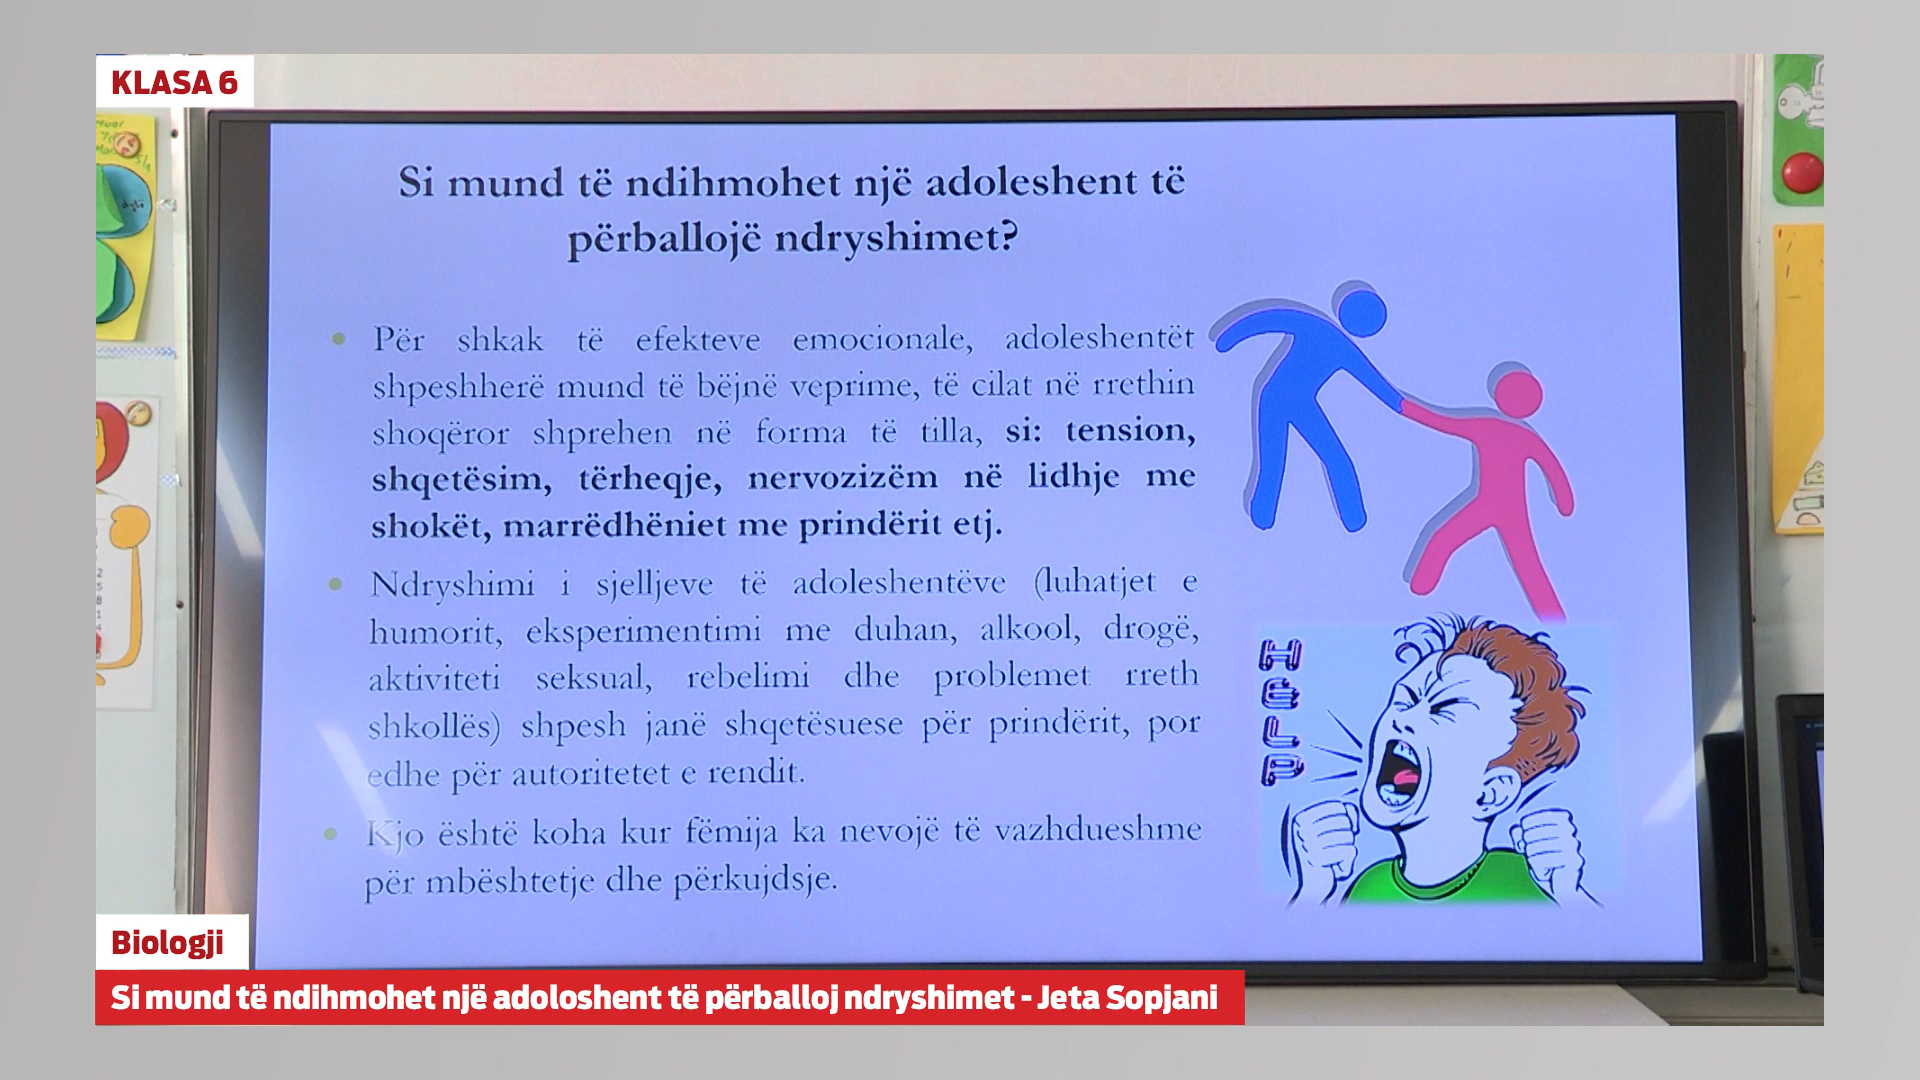 KLASA 6
Si mund të ndihmohet një adoleshent të
përballojë ndryshimet?
Për shkak të efekteve emocionale, adoleshentët
shpeshherë mund të bëjnë veprime, të cilat në rrethin
shoqëror shprehen në forma të tilla, si: tension,
shqetësim, tërheqje, nervozizëm në lidhje me
shokët, marrëdhëniet me prindërit etj.
Ndryshimi i sjelljeve të adoleshentëve (luhatjet e
humorit, eksperimentimi me duhan, alkool, drogë,
aktiviteti seksual, rebelimi dhe problemet rreth
shkollës) shpesh janë shqetësuese për prindërit, por
edhe për autoritetet e rendit.
Kjo është koha kur fëmija ka nevojë të vazhdueshme
për mbështetje dhe përkujdsje.
HELP
Biologji
Si mund të ndihmohet një adoloshent të përballoj ndryshimet - Jeta Sopjani